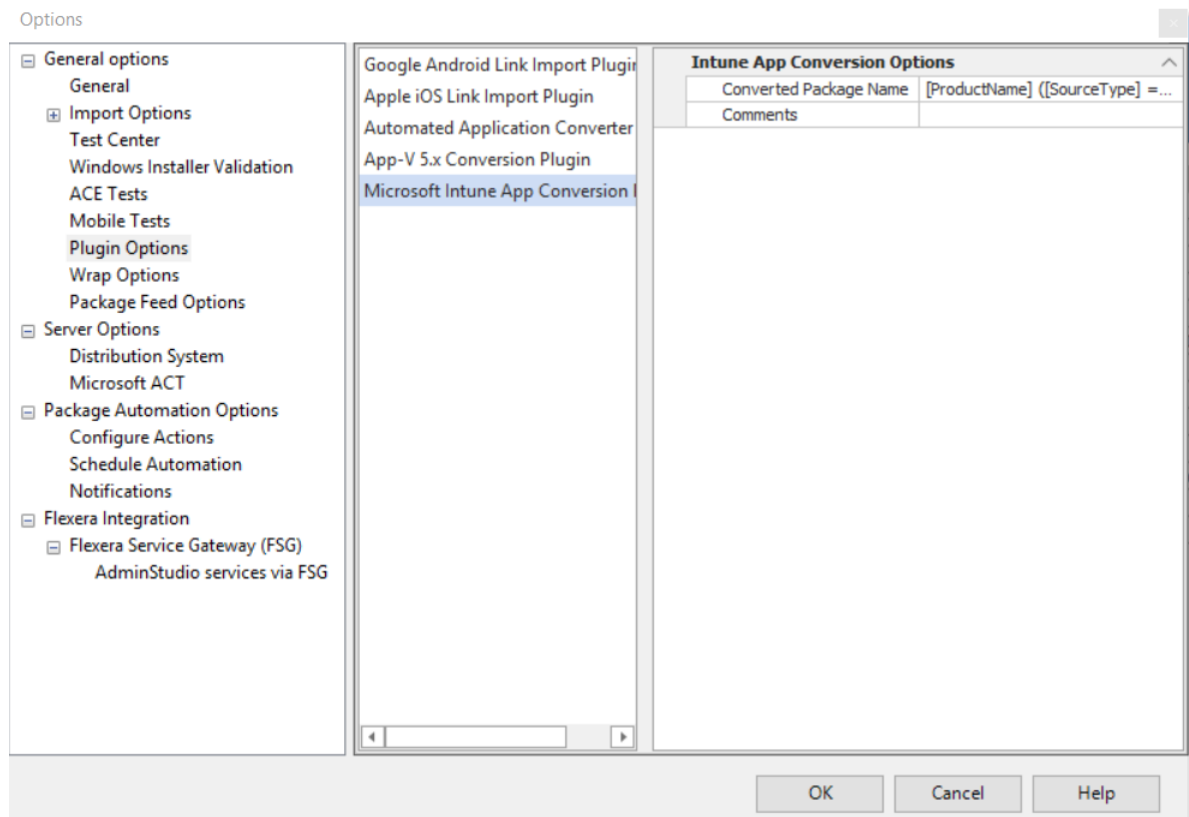 Options
General options
General
Import Options
Test Center
Windows Installer Validation
ACE Tests
Mobile Tests
Plugin Options
Wrap Options
Package Feed Options
Server Options
Distribution System
Microsoft ACT
Package Automation Options
Configure Actions
Schedule Automation
Notifications
Flexera Integration
Flexera Service Gateway (FSG)
AdminStudio services via FSG
Google Android Link Import Plugin
Apple iOS Link Import Plugin
Automated Application Converter
App-V 5.x Conversion Plugin
Microsoft Intune App Conversion
Intune App Conversion Options
Converted Package Name [ProductName] ([SourceType] =...
Comments
OK Cancel Help